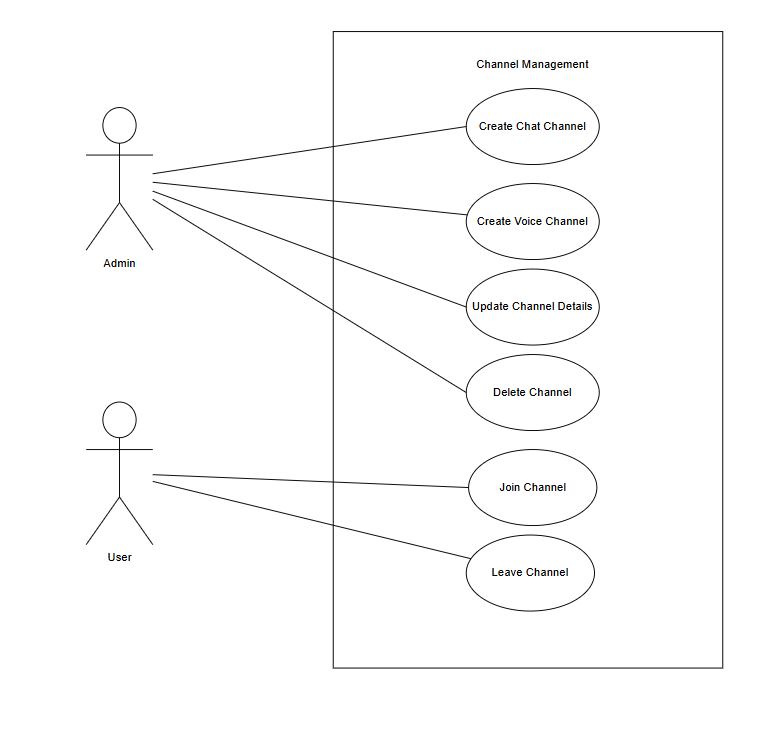 Channel Management
Create Chat Channel
Create Voice Channel
Admin
Update Channel Details
Delete Channel
Join Channel
User
Leave Channel